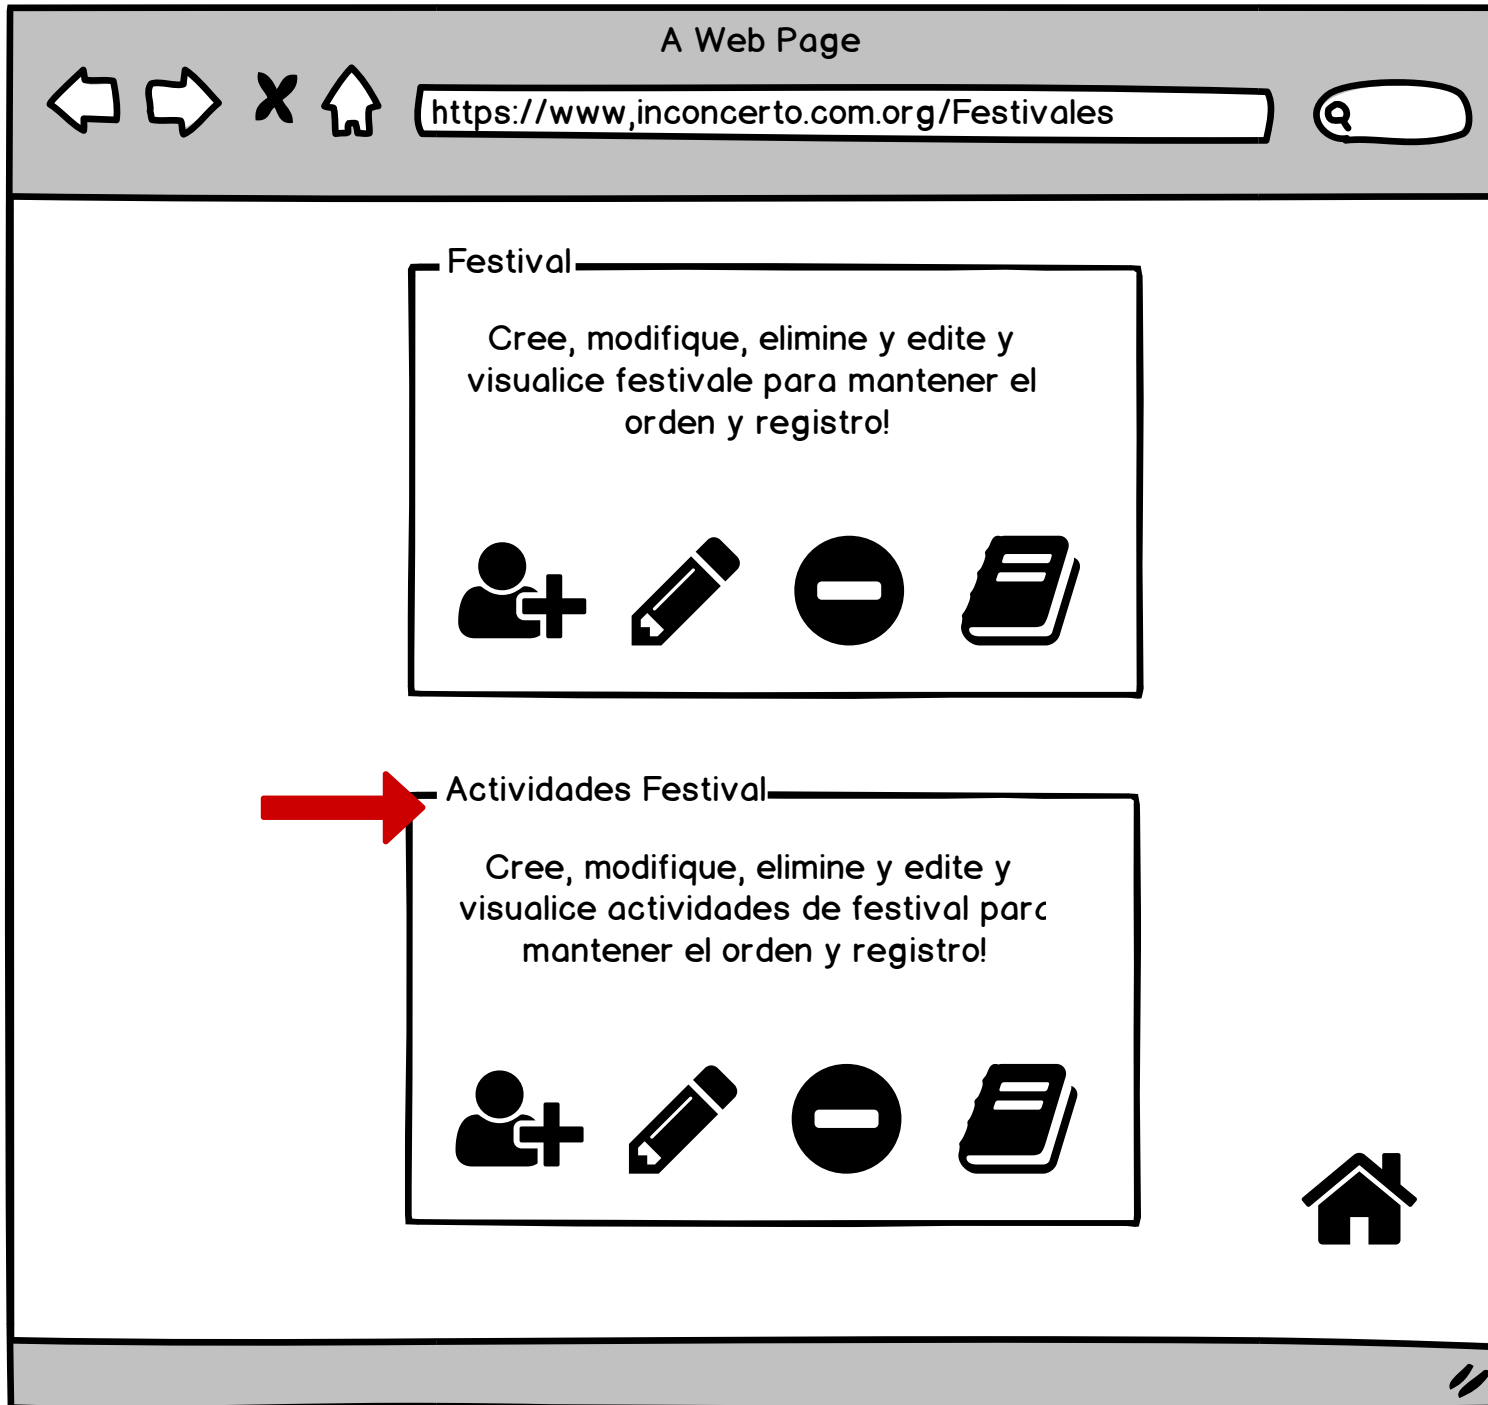 A Web Page
https://www,inconcerto.com.org/Festivales
Festival
Cree, modifique, elimine y edite y
visualice festivale para mantener el
orden y registro!
Actividades Festival
Cree, modifique, elimine y edite y
visualice actividades de festival para
mantener el orden y registro!